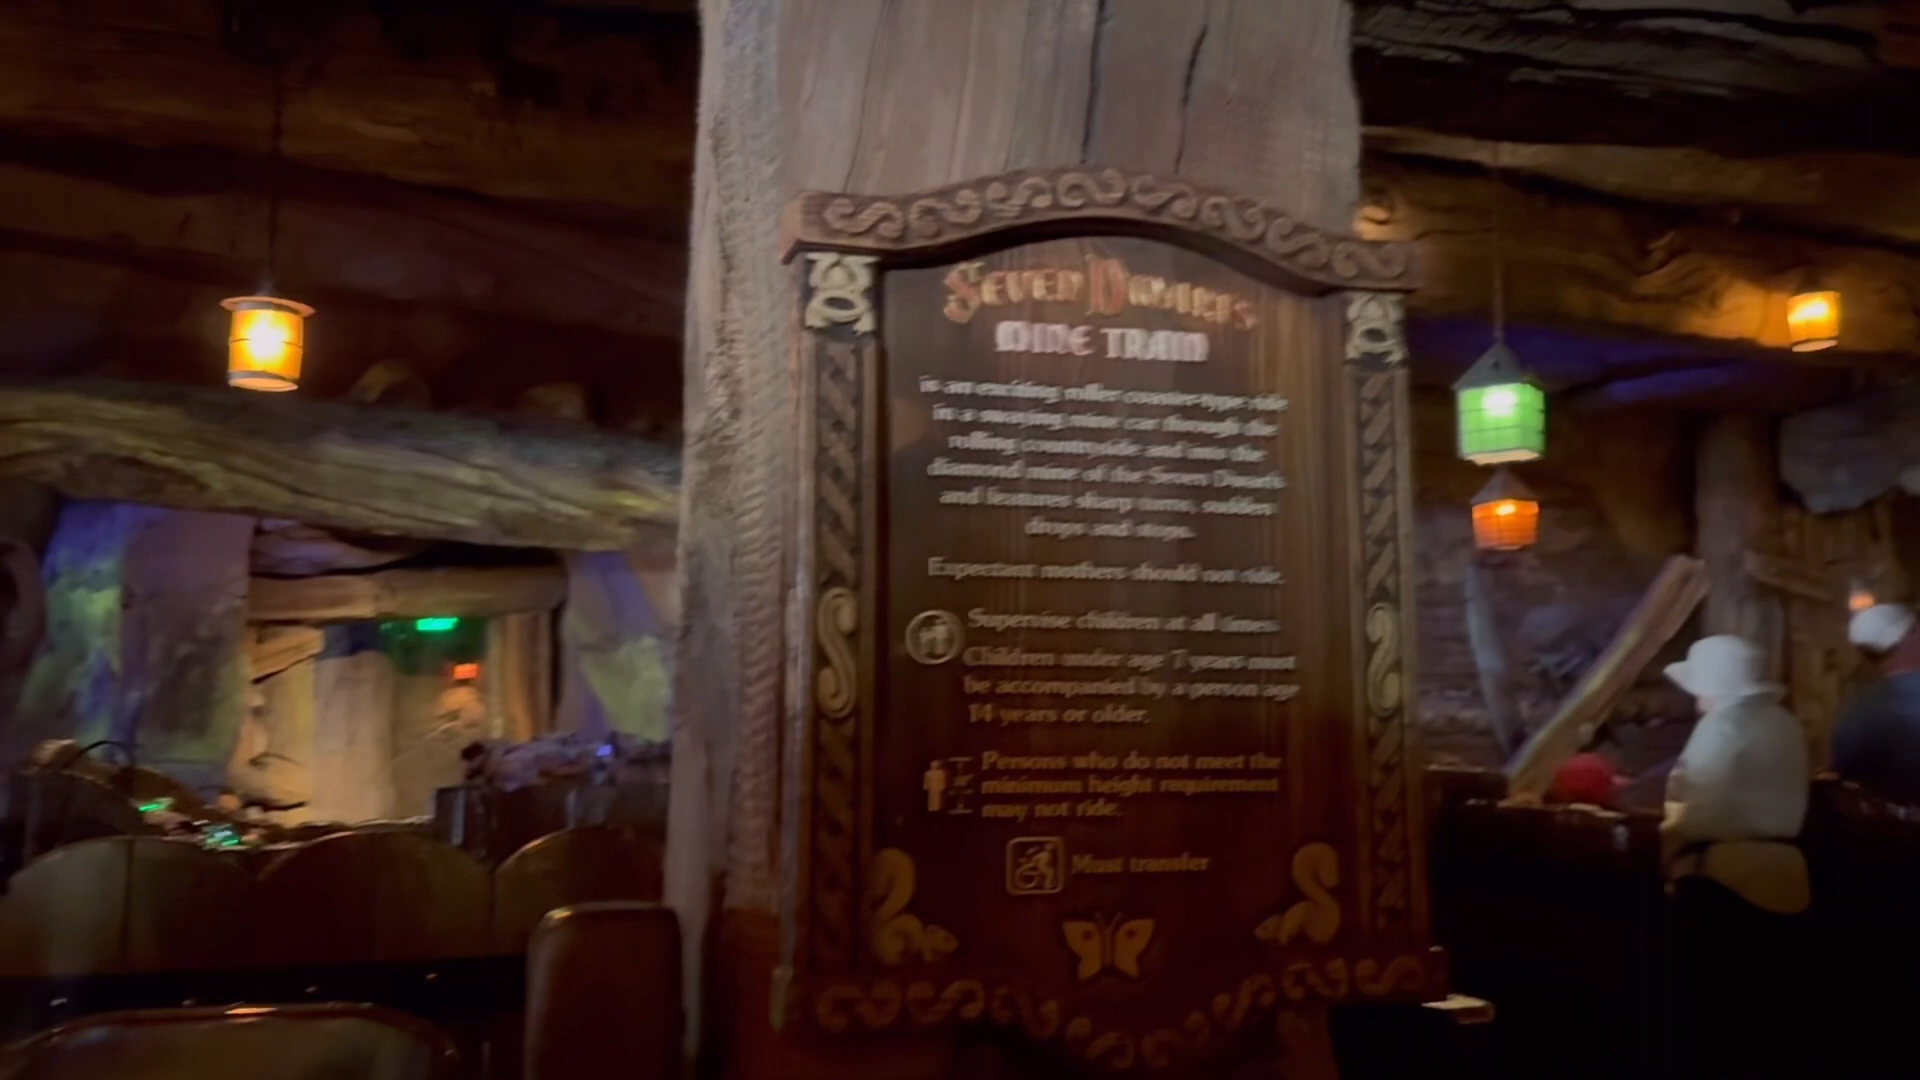 SEVEN DWARFS
MINE TRAIN
is an exciting roller coaster-type ride
in a swaying mine car through the
rolling countryside and into the
diamond mine of the Seven Dwarfs
and features sharp turns, sudden
drops and stops.
Expectant mothers should not ride.
Supervise children at all times.
Children under age 7 years must
be accompanied by a person age
14 years or older.
Persons who do not meet the
minimum height requirement
may not ride.
Must transfer